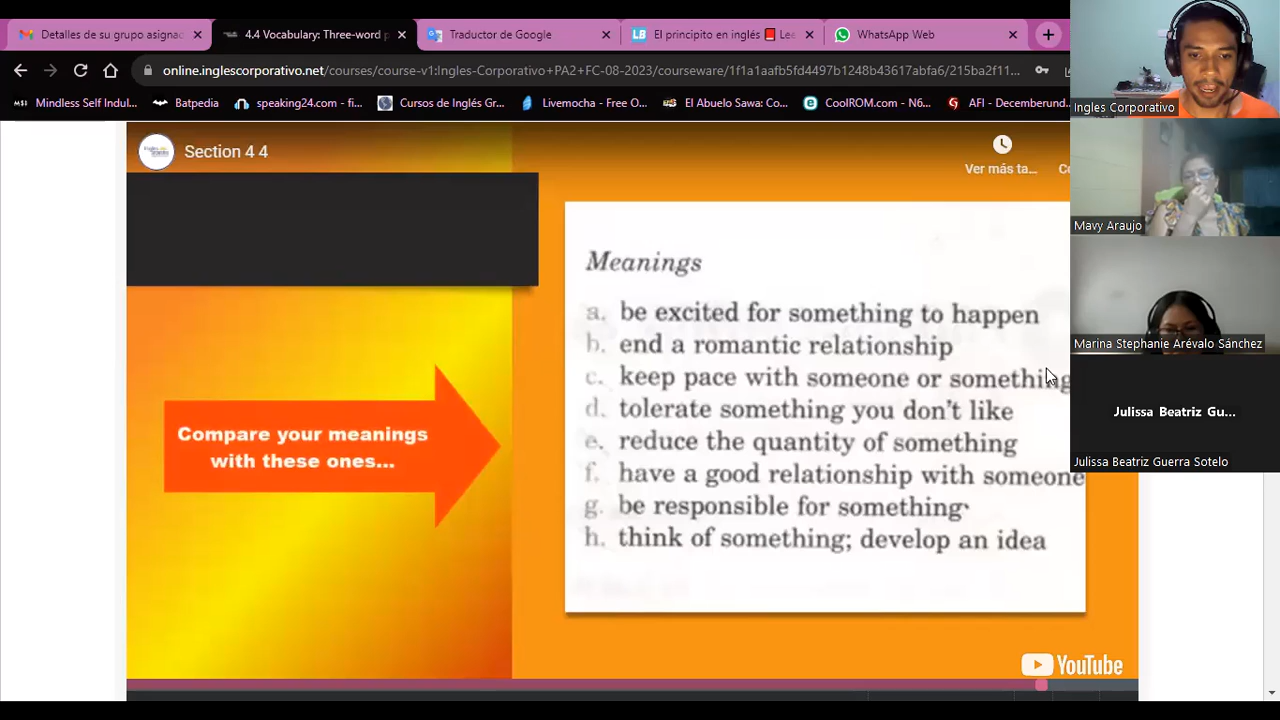 Detalles de su grupo asigna
4.4 Vocabulary: Three-word p
Traductor de Google
El principito en inglés 📕 Le
WhatsApp Web
online.inglescorporativo.net/courses/course-v1:Ingles-Corporativo+PA2+FC-08-2023/courseware/1f1a1aafb5fd4497b1248b43617abfa6/215ba2f11...
Mindless Self Indul...
Batpedia
speaking24.com - fi...
Cursos de Inglés Gr...
Livemocha - Free O...
El Abuelo Sawa: Co...
CoolROM.com - N6...
AFI - Decemberund...
Section 4 4
Ver más ta...
Meanings
a. be excited for something to happen
b. end a romantic relationship
c. keep pace with someone or something
d. tolerate something you don't like
e. reduce the quantity of something
f. have a good relationship with someone
g. be responsible for something
h. think of something; develop an idea
Compare your meanings
with these ones...
YouTube
Ingles Corporativo
Mavy Araujo
Marina Stephanie Arévalo Sánchez
Julissa Beatriz Gu...
Julissa Beatriz Guerra Sotelo